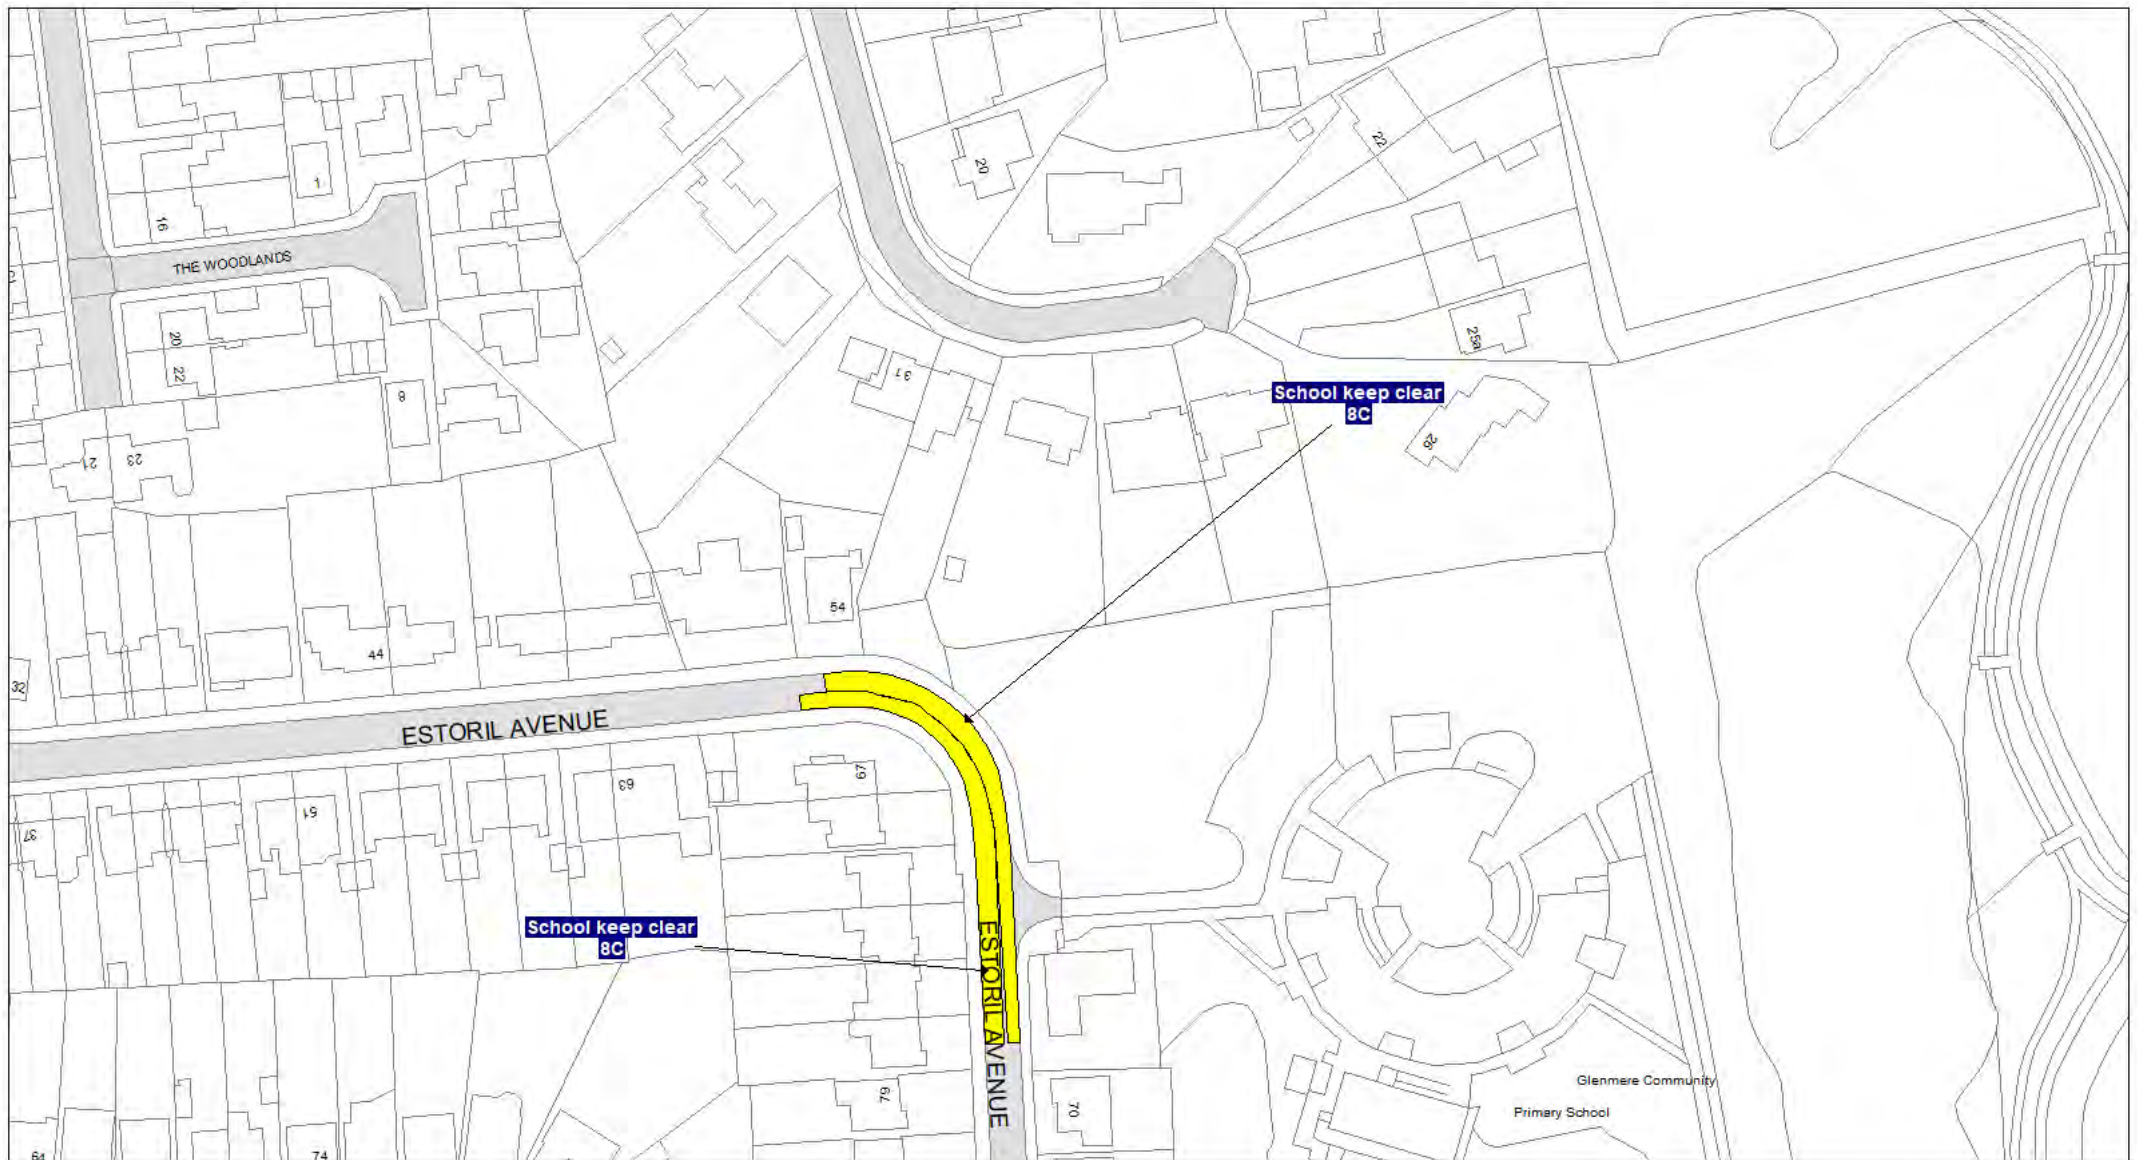 20
22
1
16
THE WOODLANDS
20
22
25a
31
8
School keep clear
8C
26
21
23
54
44
32
ESTORIL AVENUE
67
63
51
37
School keep clear
8C
ESTORIL AVENUE
Glenmere Community
Primary School
79
70
74